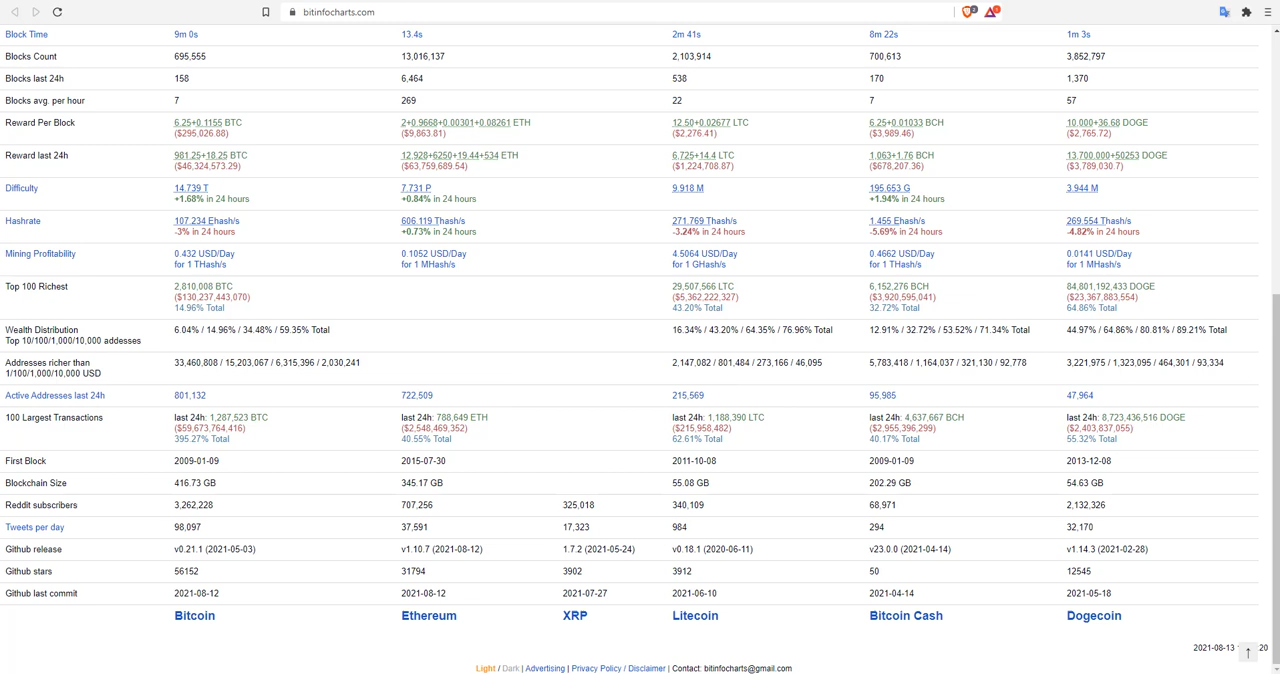 bitinfocharts.com
Block Time 9m 0s 13.4s 2m 41s 8m 22s 1m 3s
Blocks Count 695,555 13,016,137 2,103,914 700,613 3,852,797
Blocks last 24h 158 6,464 538 170 1,370
Blocks avg. per hour 7 269 22 7 57
Reward Per Block 6.25+0.1155 BTC 2+0.9668+0.00301+0.08261 ETH 12.50+0.02677 LTC 6.25+0.01033 BCH 10,000+36.68 DOGE
($295,026.88) ($9,863.81) ($2,276.41) ($3,989.46) ($2,765.72)
Reward last 24h 981.25+18.25 BTC 12,928+6250+19.44+534 ETH 6,725+14.4 LTC 1,063+1.76 BCH 13,700,000+50253 DOGE
($46,324,573.29) ($63,759,689.54) ($1,224,708.87) ($678,207.36) ($3,789,030.7)
Difficulty 14.739 T 7.731 P 9.918 M 195.653 G 3.944 M
+1.68% in 24 hours +0.84% in 24 hours +1.94% in 24 hours
Hashrate 107.234 Ehash/s 606.119 Thash/s 271.769 Thash/s 1.455 Ehash/s 269.554 Thash/s
-3% in 24 hours +0.73% in 24 hours -3.24% in 24 hours -5.69% in 24 hours -4.82% in 24 hours
Mining Profitability 0.432 USD/Day 0.1052 USD/Day 4.5064 USD/Day 0.4662 USD/Day 0.0141 USD/Day
for 1 THash/s for 1 MHash/s for 1 GHash/s for 1 THash/s for 1 MHash/s
Top 100 Richest 2,810,008 BTC 29,507,566 LTC 6,152,276 BCH 84,801,192,433 DOGE
($130,237,443,070) ($5,362,222,327) ($3,920,595,041) ($23,367,883,554)
14.96% Total 43.20% Total 32.72% Total 64.86% Total
Wealth Distribution 6.04% / 14.96% / 34.48% / 59.35% Total 16.34% / 43.20% / 64.35% / 76.96% Total 12.91% / 32.72% / 53.52% / 71.34% Total 44.97% / 64.86% / 80.81% / 89.21% Total
Top 10/100/1,000/10,000 addesses
Addresses richer than 33,460,808 / 15,203,067 / 6,315,396 / 2,030,241 2,147,082 / 801,484 / 273,166 / 46,095 5,783,418 / 1,164,037 / 321,130 / 92,778 3,221,975 / 1,323,095 / 464,301 / 93,334
1/100/1,000/10,000 USD
Active Addresses last 24h 801,132 722,509 215,569 95,985 47,964
100 Largest Transactions last 24h: 1,287,523 BTC last 24h: 788,649 ETH last 24h: 1,188,390 LTC last 24h: 4,637,667 BCH last 24h: 8,723,436,516 DOGE
($59,673,764,416) ($2,548,469,352) ($215,958,482) ($2,955,396,299) ($2,403,837,055)
395.27% Total 40.55% Total 62.61% Total 40.17% Total 55.32% Total
First Block 2009-01-09 2015-07-30 2011-10-08 2009-01-09 2013-12-08
Blockchain Size 416.73 GB 345.17 GB 55.08 GB 202.29 GB 54.63 GB
Reddit subscribers 3,262,228 707,256 325,018 340,109 68,971 2,132,326
Tweets per day 98,097 37,591 17,323 984 294 32,170
Github release v0.21.1 (2021-05-03) v1.10.7 (2021-08-12) 1.7.2 (2021-05-24) v0.18.1 (2020-06-11) v23.0.0 (2021-04-14) v1.14.3 (2021-02-28)
Github stars 56152 31794 3902 3912 50 12545
Github last commit 2021-08-12 2021-08-12 2021-07-27 2021-06-10 2021-04-14 2021-05-18
Bitcoin Ethereum XRP Litecoin Bitcoin Cash Dogecoin
2021-08-13 20
Light / Dark | Advertising | Privacy Policy / Disclaimer | Contact: bitinfocharts@gmail.com